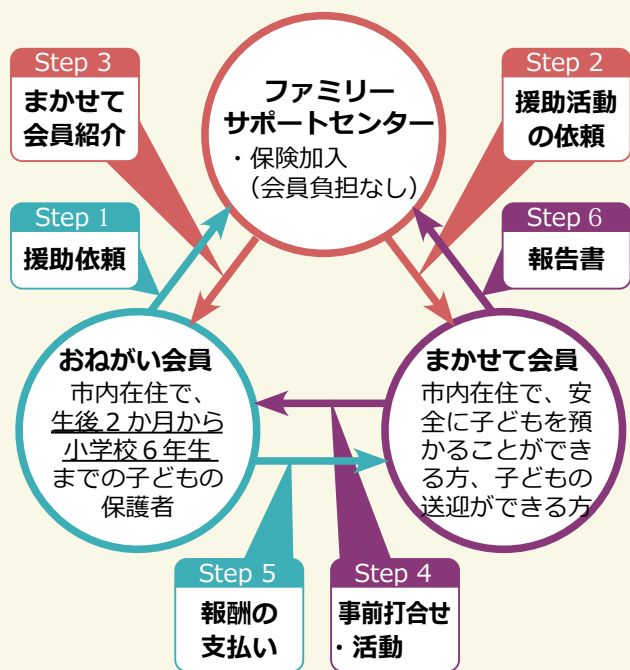 Step 3
まかせて
会員紹介
ファミリー
サポートセンター
・保険加入
（会員負担なし）
Step 2
援助活動
の依頼
Step 1
援助依頼
Step 6
報告書
おねがい会員
市内在住で、
生後２か月から
小学校６年生
までの子どもの
保護者
まかせて会員
市内在住で、安
全に子どもを預
かることができ
る方、子どもの
送迎ができる方
Step 5
報酬の
支払い
Step 4
事前打合せ
・活動